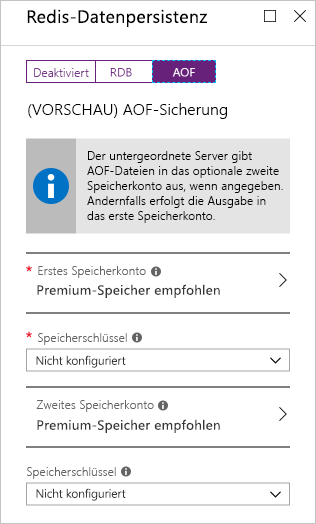 Redis-Datenpersistenz
Deaktiviert RDB AOF
(VORSCHAU) AOF-Sicherung
Der untergeordnete Server gibt
AOF-Dateien in das optionale zweite
Speicherkonto aus, wenn angegeben.
Andernfalls erfolgt die Ausgabe in
das erste Speicherkonto.
* Erstes Speicherkonto
Premium-Speicher empfohlen
* Speicherschlüssel
Nicht konfiguriert
Zweites Speicherkonto
Premium-Speicher empfohlen
Speicherschlüssel
Nicht konfiguriert